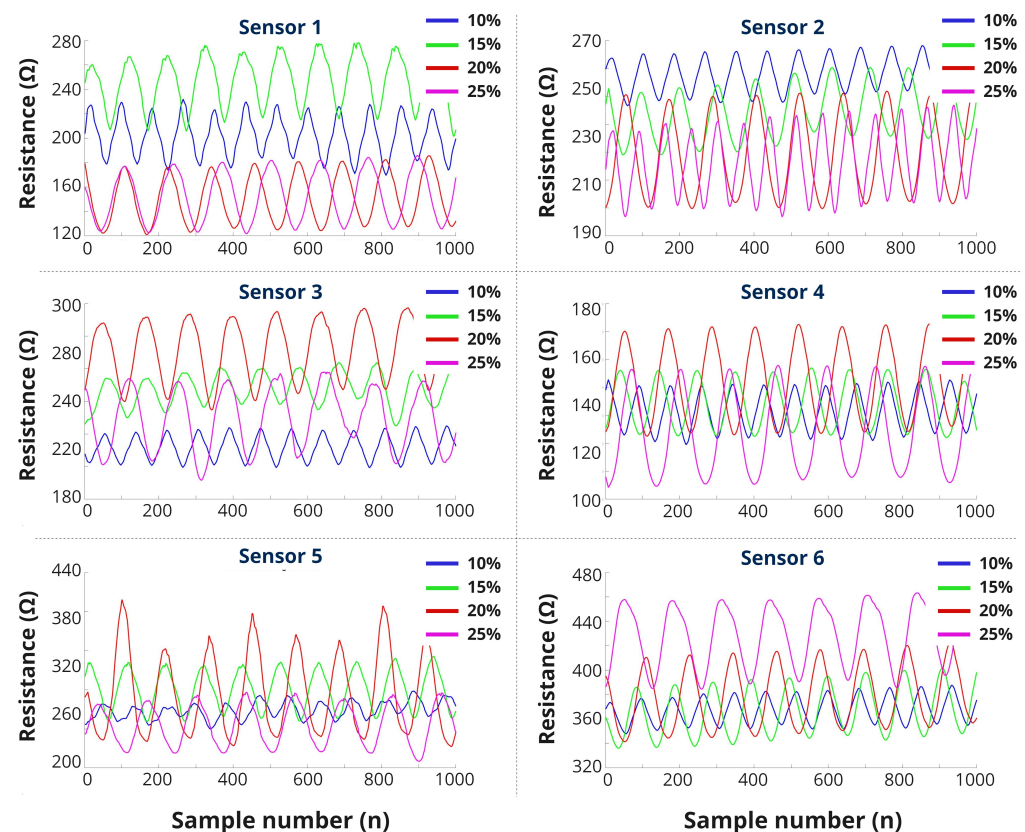 Sensor 1
10%
15%
20%
25%
Resistance (Ω)
280
240
200
160
120
0 200 400 600 800 1000
Sensor 2
10%
15%
20%
25%
Resistance (Ω)
270
250
230
210
190
0 200 400 600 800 1000
Sensor 3
10%
15%
20%
25%
Resistance (Ω)
300
280
240
220
180
0 200 400 600 800 1000
Sensor 4
10%
15%
20%
25%
Resistance (Ω)
180
160
140
120
100
0 200 400 600 800 1000
Sensor 5
10%
15%
20%
25%
Resistance (Ω)
440
380
320
260
200
0 200 400 600 800 1000
Sample number (n)
Sensor 6
10%
15%
20%
25%
Resistance (Ω)
480
440
400
360
320
0 200 400 600 800 1000
Sample number (n)